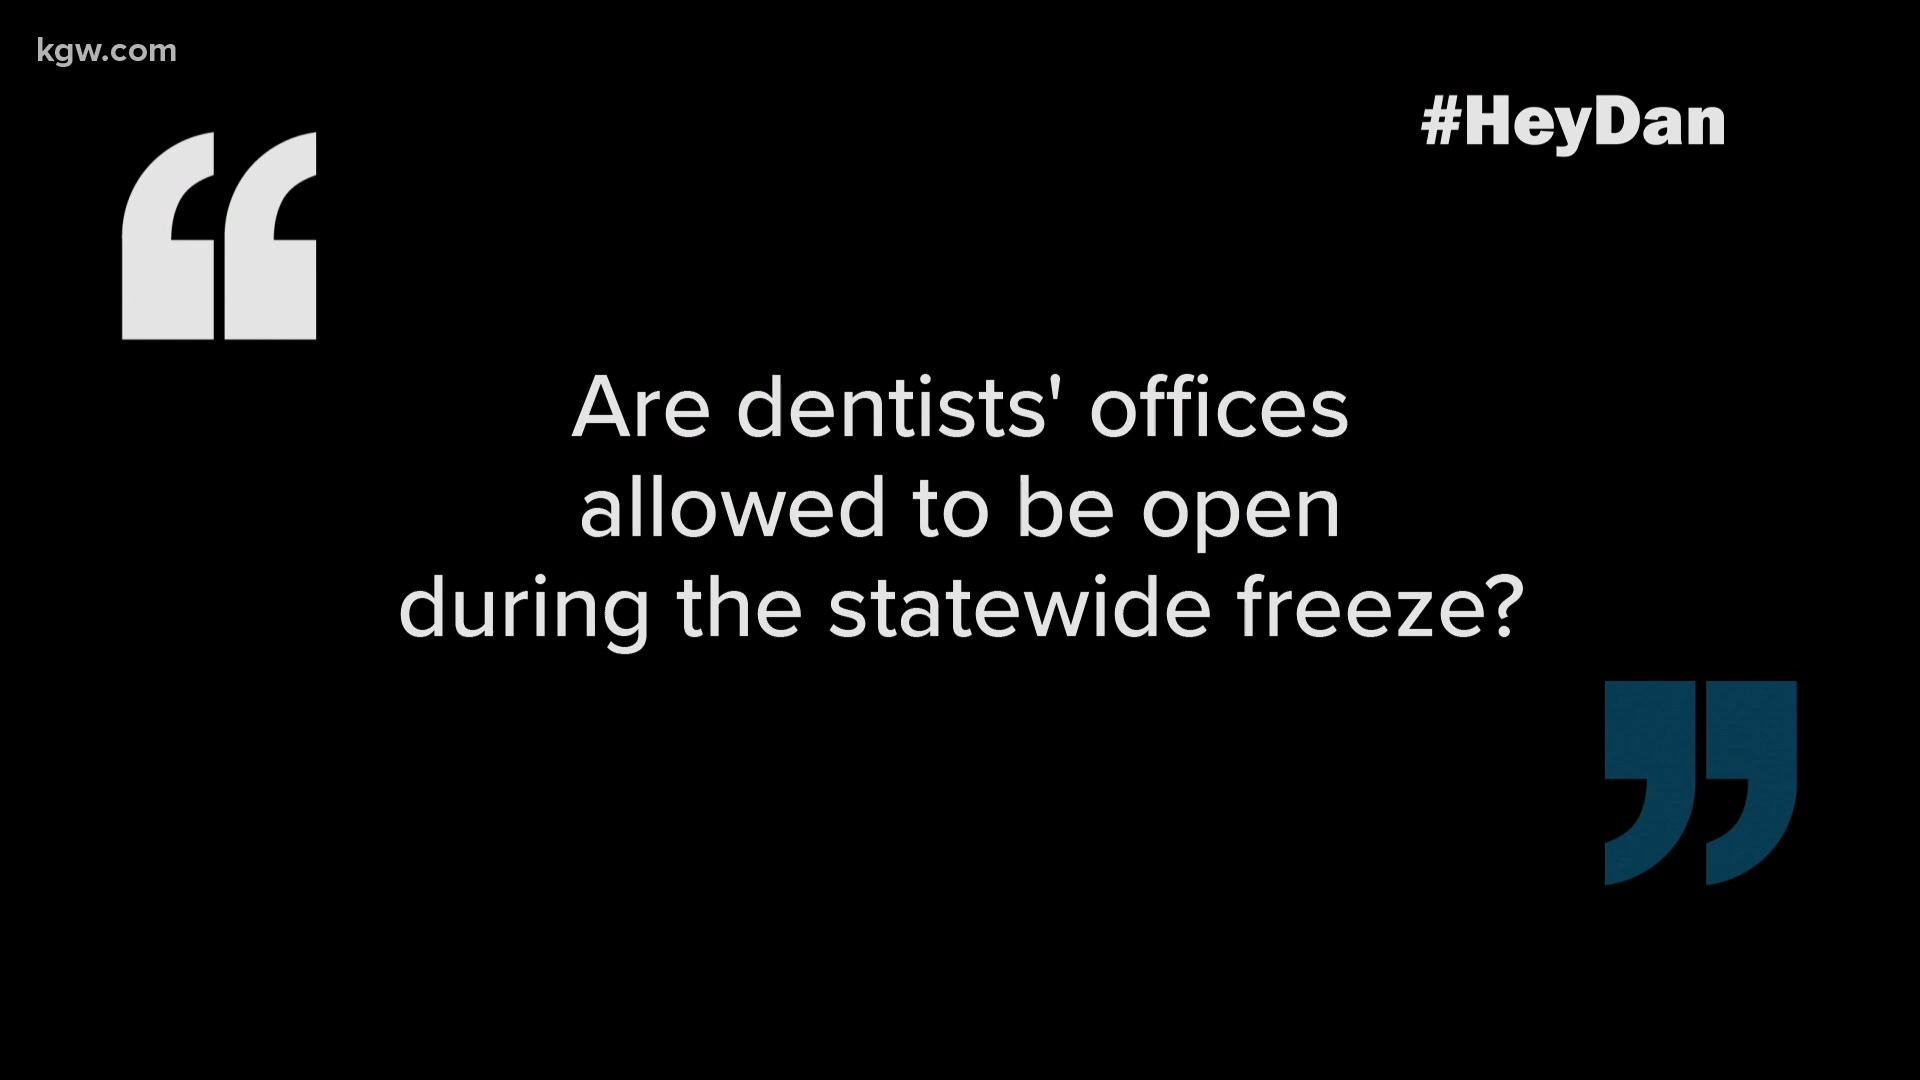 kgw.com
#HeyDan
“
Are dentists' offices
allowed to be open
during the statewide freeze?
”